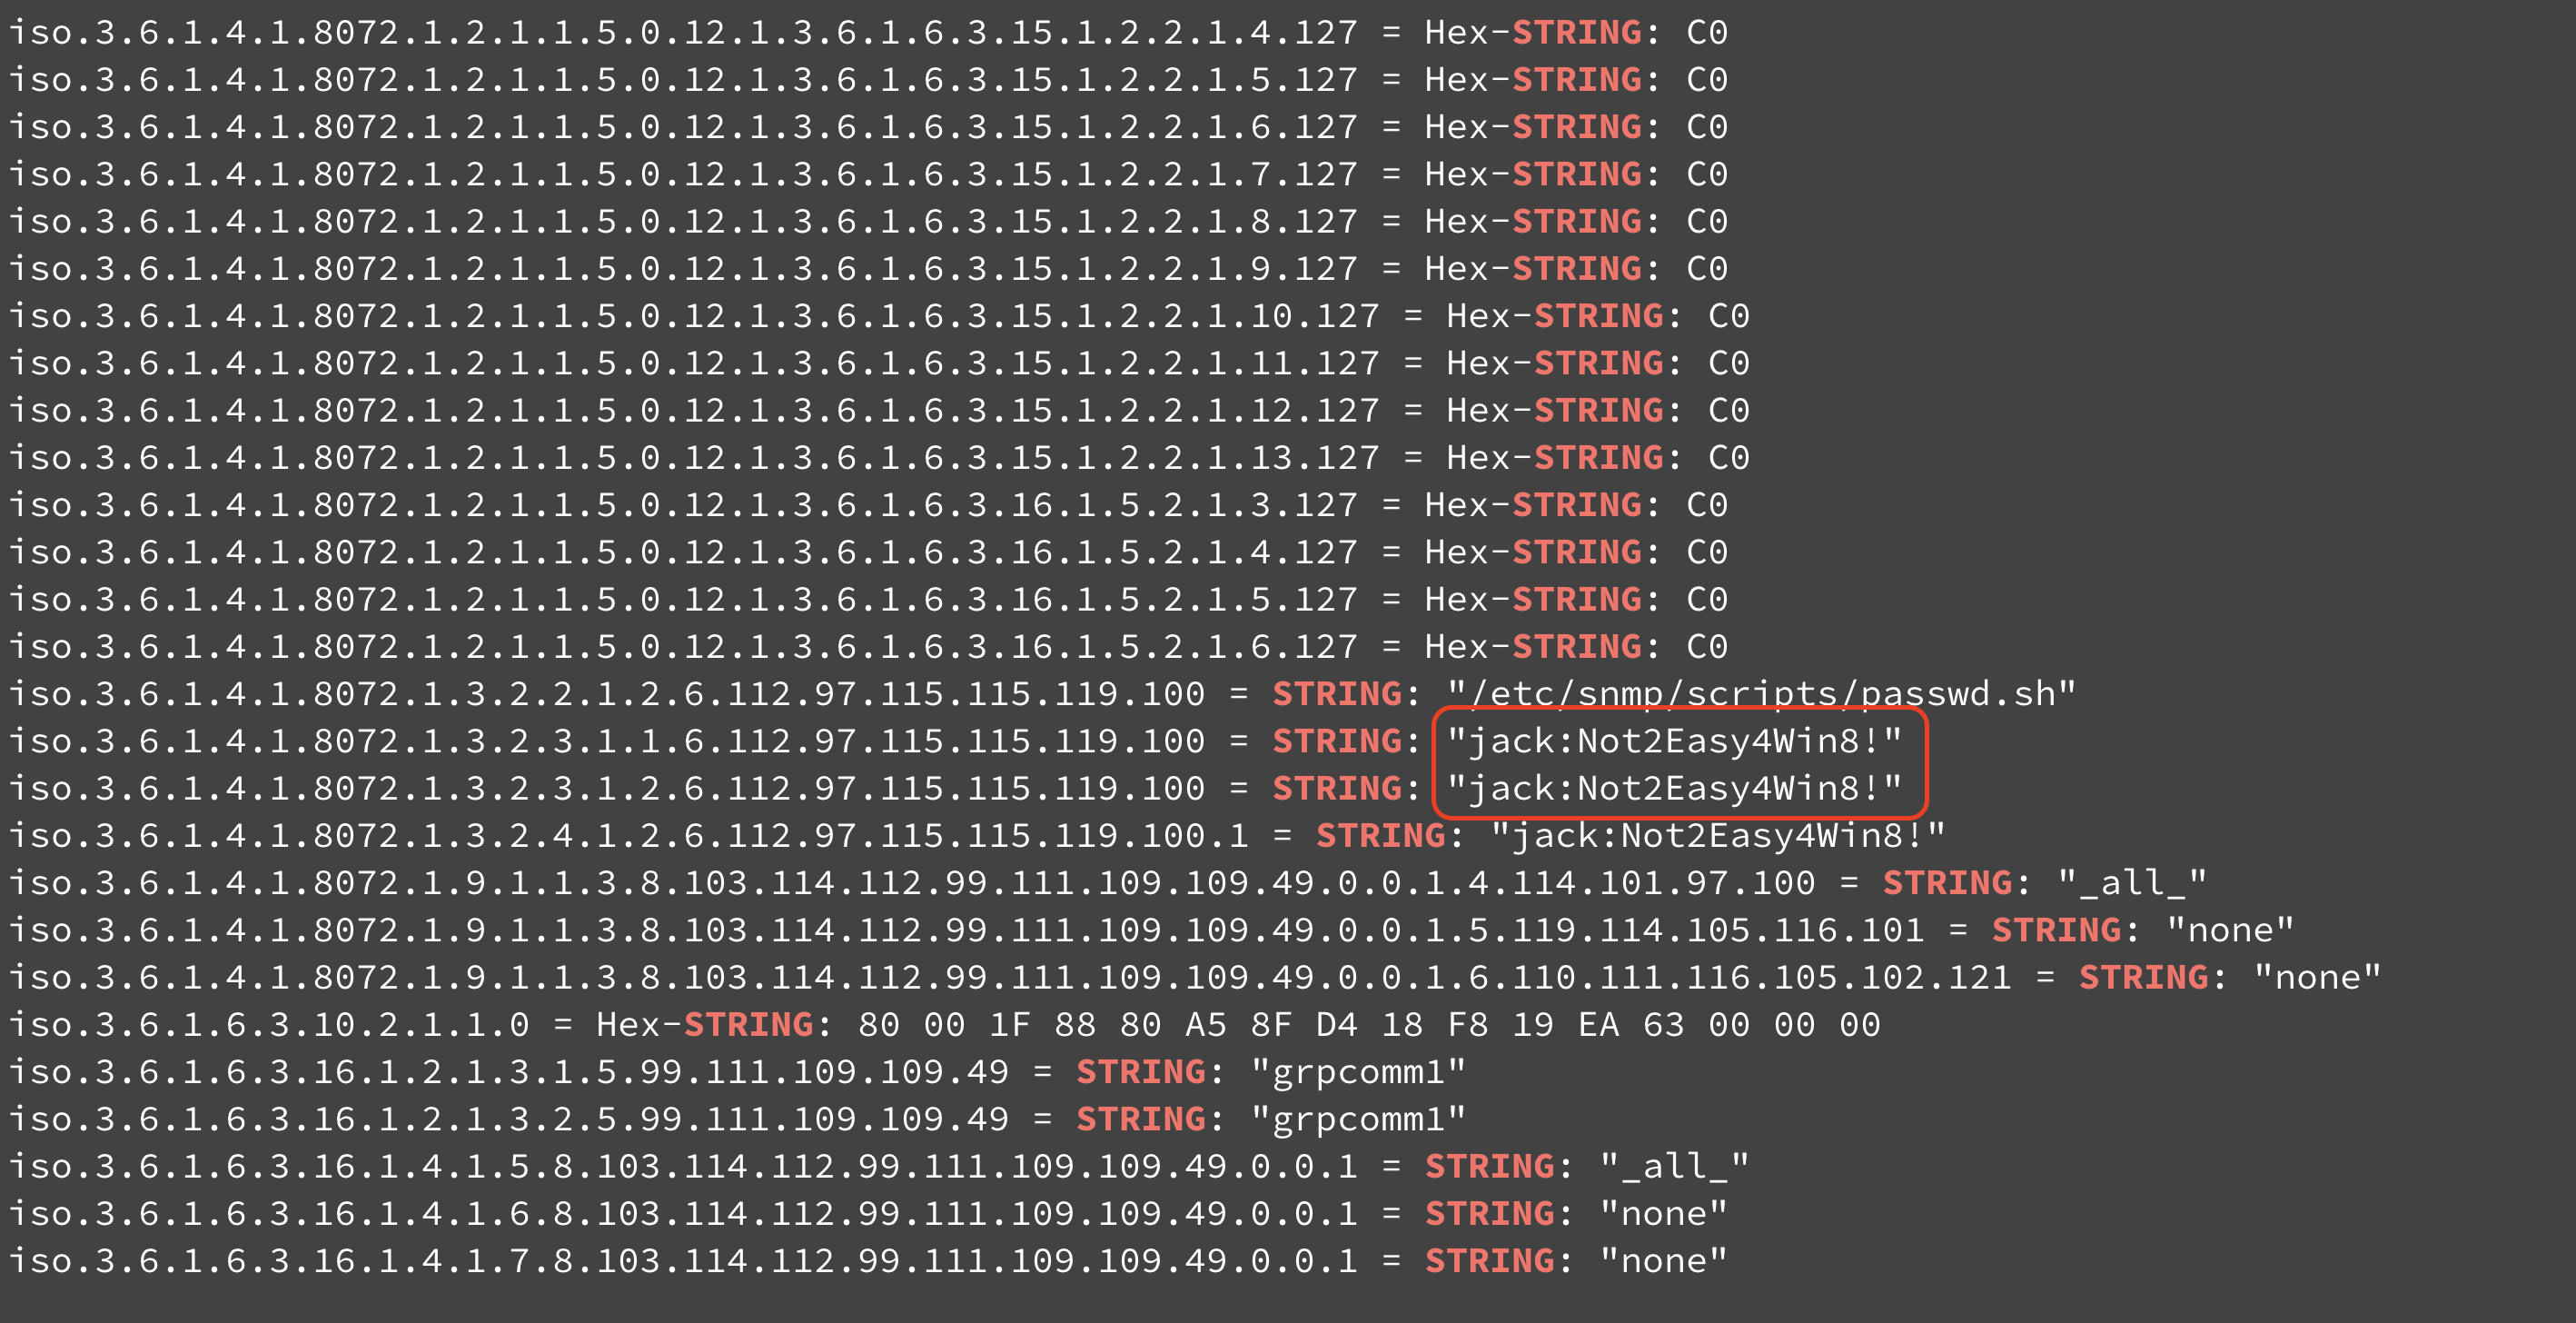 iso.3.6.1.4.1.8072.1.2.1.1.5.0.12.1.3.6.1.6.3.15.1.2.2.1.4.127 = Hex-STRING: C0
iso.3.6.1.4.1.8072.1.2.1.1.5.0.12.1.3.6.1.6.3.15.1.2.2.1.5.127 = Hex-STRING: C0
iso.3.6.1.4.1.8072.1.2.1.1.5.0.12.1.3.6.1.6.3.15.1.2.2.1.6.127 = Hex-STRING: C0
iso.3.6.1.4.1.8072.1.2.1.1.5.0.12.1.3.6.1.6.3.15.1.2.2.1.7.127 = Hex-STRING: C0
iso.3.6.1.4.1.8072.1.2.1.1.5.0.12.1.3.6.1.6.3.15.1.2.2.1.8.127 = Hex-STRING: C0
iso.3.6.1.4.1.8072.1.2.1.1.5.0.12.1.3.6.1.6.3.15.1.2.2.1.9.127 = Hex-STRING: C0
iso.3.6.1.4.1.8072.1.2.1.1.5.0.12.1.3.6.1.6.3.15.1.2.2.1.10.127 = Hex-STRING: C0
iso.3.6.1.4.1.8072.1.2.1.1.5.0.12.1.3.6.1.6.3.15.1.2.2.1.11.127 = Hex-STRING: C0
iso.3.6.1.4.1.8072.1.2.1.1.5.0.12.1.3.6.1.6.3.15.1.2.2.1.12.127 = Hex-STRING: C0
iso.3.6.1.4.1.8072.1.2.1.1.5.0.12.1.3.6.1.6.3.15.1.2.2.1.13.127 = Hex-STRING: C0
iso.3.6.1.4.1.8072.1.2.1.1.5.0.12.1.3.6.1.6.3.16.1.5.2.1.3.127 = Hex-STRING: C0
iso.3.6.1.4.1.8072.1.2.1.1.5.0.12.1.3.6.1.6.3.16.1.5.2.1.4.127 = Hex-STRING: C0
iso.3.6.1.4.1.8072.1.2.1.1.5.0.12.1.3.6.1.6.3.16.1.5.2.1.5.127 = Hex-STRING: C0
iso.3.6.1.4.1.8072.1.2.1.1.5.0.12.1.3.6.1.6.3.16.1.5.2.1.6.127 = Hex-STRING: C0
iso.3.6.1.4.1.8072.1.3.2.2.1.2.6.112.97.115.115.119.100 = STRING: "/etc/snmp/scripts/passwd.sh"
iso.3.6.1.4.1.8072.1.3.2.3.1.1.6.112.97.115.115.119.100 = STRING: "jack:Not2Easy4Win8!"
iso.3.6.1.4.1.8072.1.3.2.3.1.2.6.112.97.115.115.119.100 = STRING: "jack:Not2Easy4Win8!"
iso.3.6.1.4.1.8072.1.3.2.4.1.2.6.112.97.115.115.119.100.1 = STRING: "jack:Not2Easy4Win8!"
iso.3.6.1.4.1.8072.1.9.1.1.3.8.103.114.112.99.111.109.109.49.0.0.1.4.114.101.97.100 = STRING: "_all_"
iso.3.6.1.4.1.8072.1.9.1.1.3.8.103.114.112.99.111.109.109.49.0.0.1.5.119.114.105.116.101 = STRING: "none"
iso.3.6.1.4.1.8072.1.9.1.1.3.8.103.114.112.99.111.109.109.49.0.0.1.6.110.111.116.105.102.121 = STRING: "none"
iso.3.6.1.6.3.10.2.1.1.0 = Hex-STRING: 80 00 1F 88 80 A5 8F D4 18 F8 19 EA 63 00 00 00
iso.3.6.1.6.3.16.1.2.1.3.1.5.99.111.109.109.49 = STRING: "grpcomm1"
iso.3.6.1.6.3.16.1.2.1.3.2.5.99.111.109.109.49 = STRING: "grpcomm1"
iso.3.6.1.6.3.16.1.4.1.5.8.103.114.112.99.111.109.109.49.0.0.1 = STRING: "_all_"
iso.3.6.1.6.3.16.1.4.1.6.8.103.114.112.99.111.109.109.49.0.0.1 = STRING: "none"
iso.3.6.1.6.3.16.1.4.1.7.8.103.114.112.99.111.109.109.49.0.0.1 = STRING: "none"